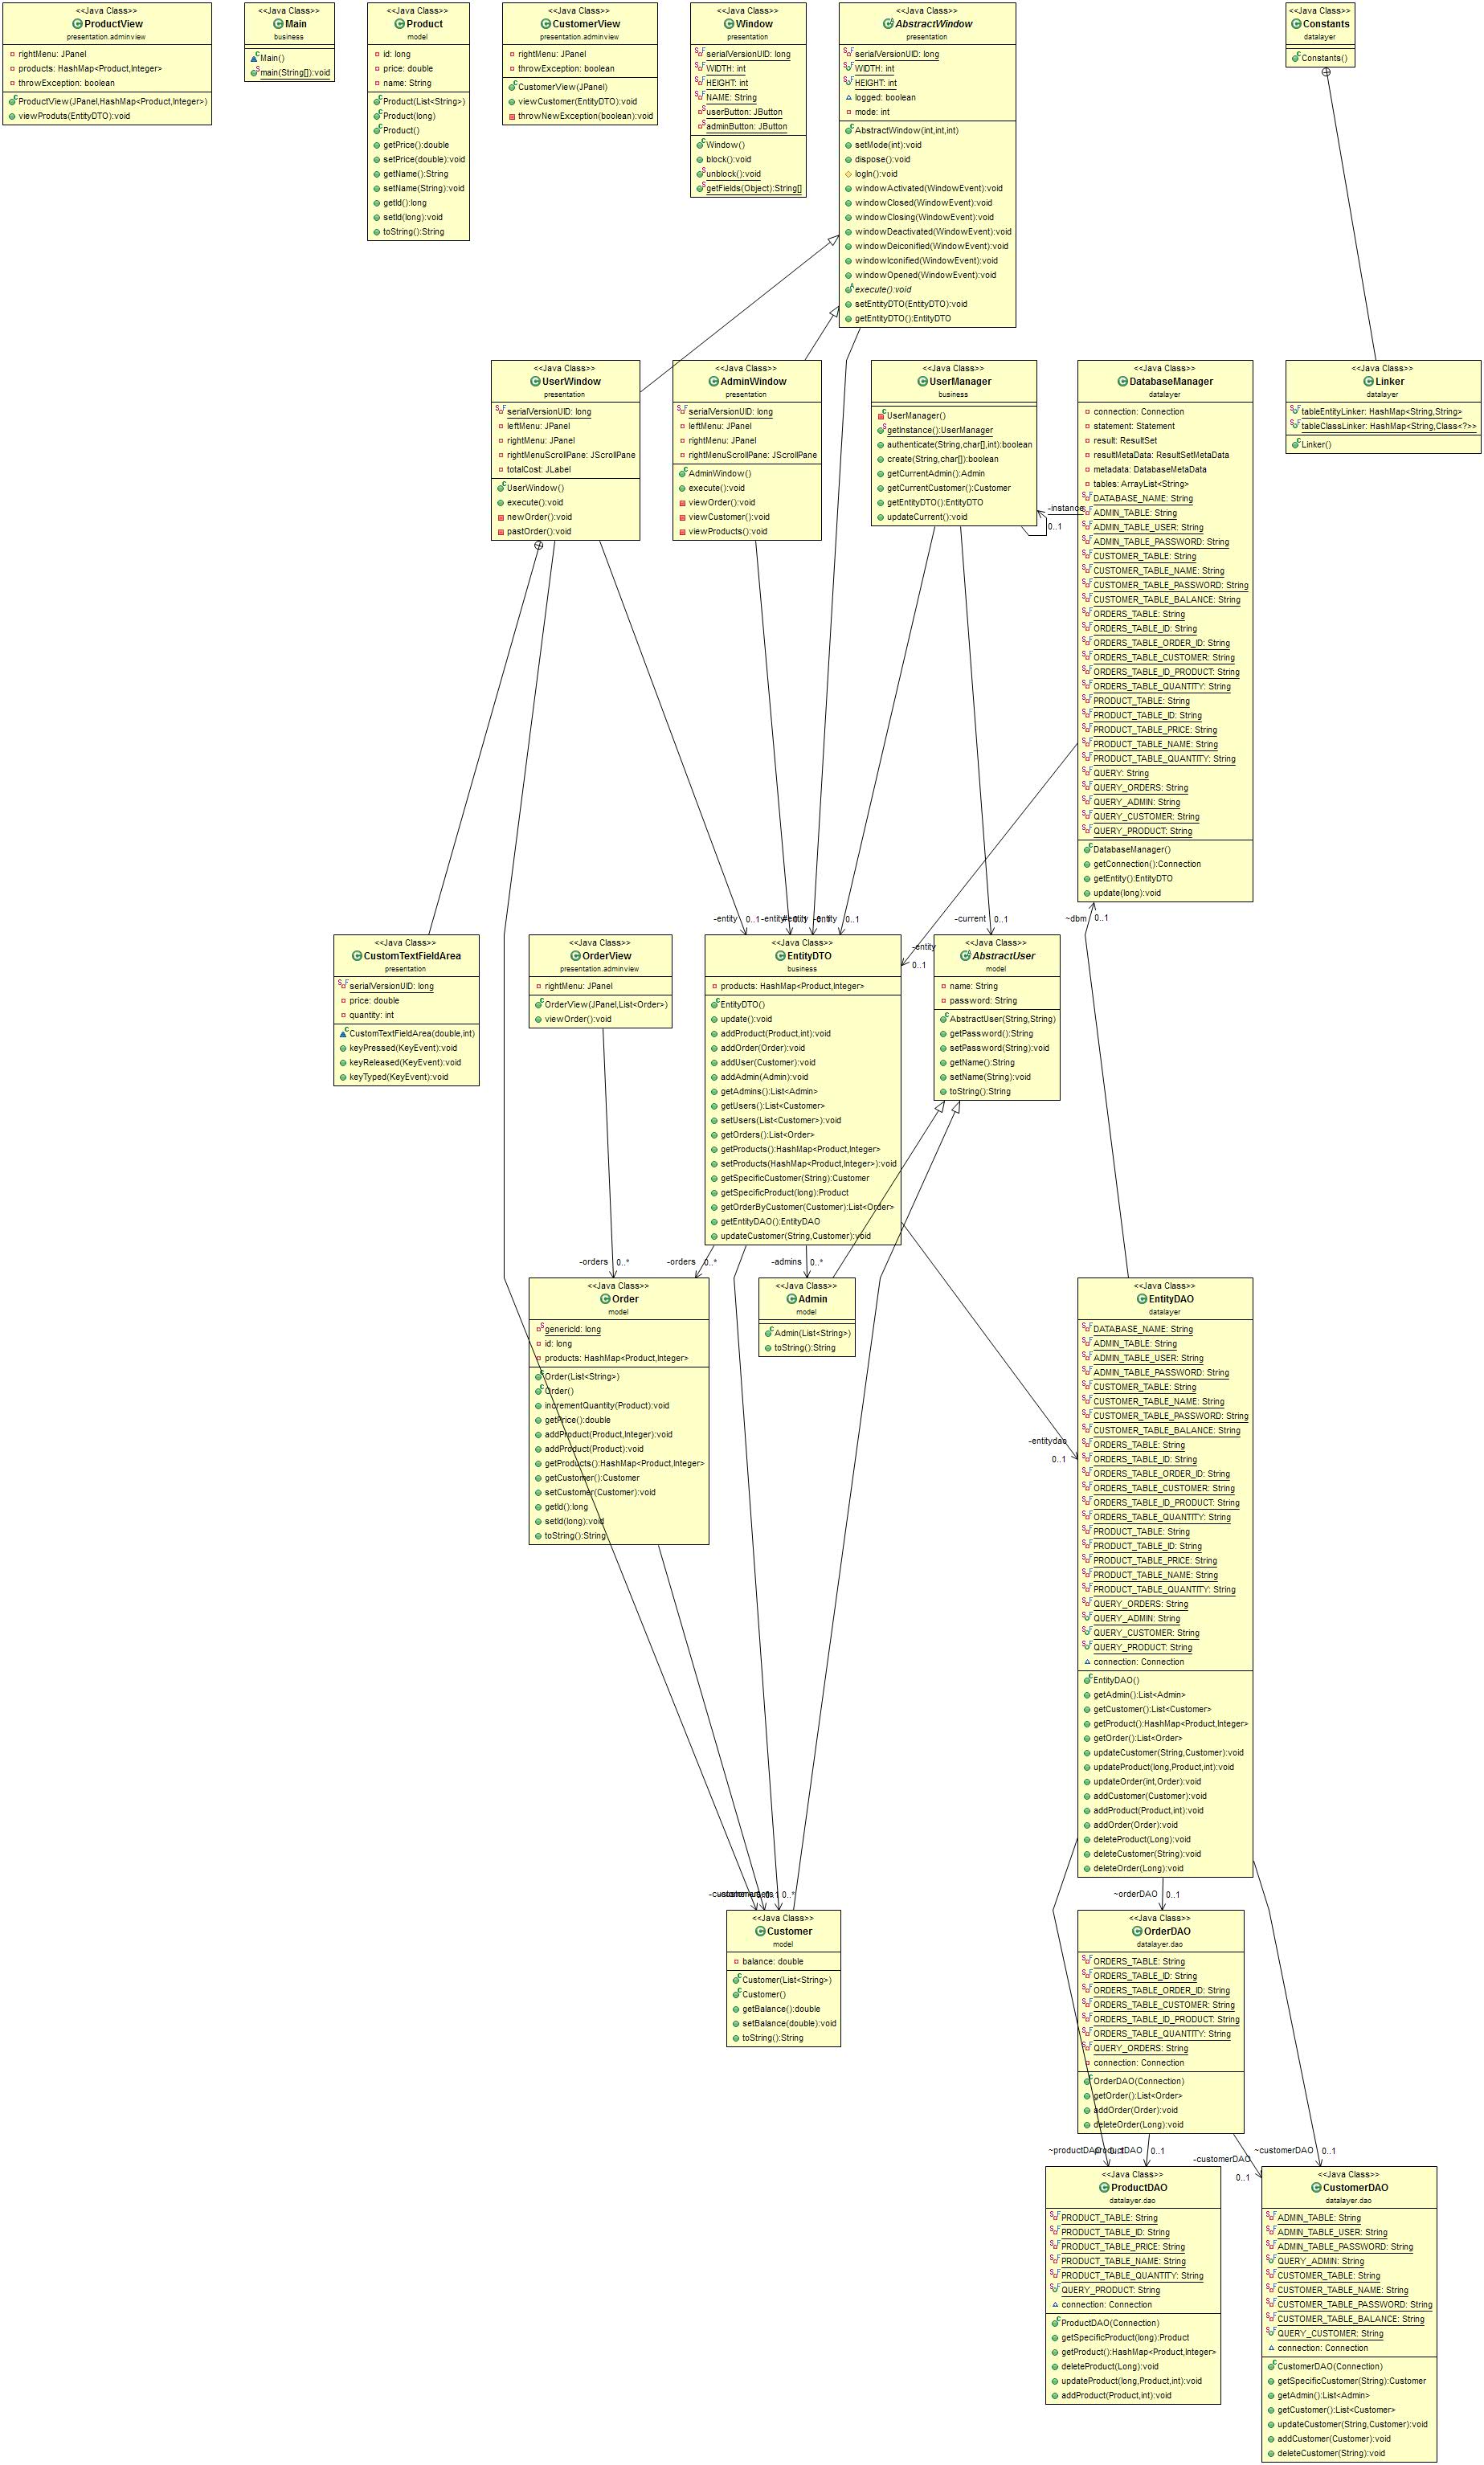 <<Java Class>>
ProductView
presentation.adminview
rightMenu: JPanel
products: HashMap<Product,Integer>
throwException: boolean
ProductView(JPanel,HashMap<Product,Integer>)
viewProduts(EntityDTO):void
<<Java Class>>
Main
business
Main()
main(String[]):void
<<Java Class>>
Product
model
id: long
price: double
name: String
Product(List<String>)
Product(long)
Product()
getPrice():double
setPrice(double):void
getName():String
setName(String):void
getId():long
setId(long):void
toString():String
<<Java Class>>
CustomerView
presentation.adminview
rightMenu: JPanel
throwException: boolean
CustomerView(JPanel)
viewCustomer(EntityDTO):void
throwNewException(boolean):void
<<Java Class>>
Window
presentation
serialVersionUID: long
WIDTH: int
HEIGHT: int
NAME: String
userButton: JButton
adminButton: JButton
Window()
block():void
unblock():void
getFields(Object):String[]
<<Java Class>>
AbstractWindow
presentation
serialVersionUID: long
WIDTH: int
HEIGHT: int
logged: boolean
mode: int
AbstractWindow(int,int,int)
setMode(int):void
dispose():void
logIn():void
windowActivated(WindowEvent):void
windowClosed(WindowEvent):void
windowClosing(WindowEvent):void
windowDeactivated(WindowEvent):void
windowDeiconified(WindowEvent):void
windowIconified(WindowEvent):void
windowOpened(WindowEvent):void
execute():void
setEntityDTO(EntityDTO):void
getEntityDTO():EntityDTO
<<Java Class>>
Constants
datalayer
Constants()
<<Java Class>>
UserWindow
presentation
serialVersionUID: long
leftMenu: JPanel
rightMenu: JPanel
rightMenuScrollPane: JScrollPane
totalCost: JLabel
UserWindow()
execute():void
newOrder():void
pastOrder():void
<<Java Class>>
AdminWindow
presentation
serialVersionUID: long
leftMenu: JPanel
rightMenu: JPanel
rightMenuScrollPane: JScrollPane
AdminWindow()
execute():void
viewOrder():void
viewCustomer():void
viewProducts():void
<<Java Class>>
UserManager
business
UserManager()
getInstance():UserManager
authenticate(String,char[],int):boolean
create(String,char[]):boolean
getCurrentAdmin():Admin
getCurrentCustomer():Customer
getEntityDTO():EntityDTO
updateCurrent():void
-instance
0..1
<<Java Class>>
DatabaseManager
datalayer
connection: Connection
statement: Statement
result: ResultSet
resultMetaData: ResultSetMetaData
metadata: DatabaseMetaData
tables: ArrayList<String>
DATABASE_NAME: String
ADMIN_TABLE: String
ADMIN_TABLE_USER: String
ADMIN_TABLE_PASSWORD: String
CUSTOMER_TABLE: String
CUSTOMER_TABLE_NAME: String
CUSTOMER_TABLE_PASSWORD: String
CUSTOMER_TABLE_BALANCE: String
ORDERS_TABLE: String
ORDERS_TABLE_ID: String
ORDERS_TABLE_ORDER_ID: String
ORDERS_TABLE_CUSTOMER: String
ORDERS_TABLE_ID_PRODUCT: String
ORDERS_TABLE_QUANTITY: String
PRODUCT_TABLE: String
PRODUCT_TABLE_ID: String
PRODUCT_TABLE_PRICE: String
PRODUCT_TABLE_NAME: String
PRODUCT_TABLE_QUANTITY: String
QUERY: String
QUERY_ORDERS: String
QUERY_ADMIN: String
QUERY_CUSTOMER: String
QUERY_PRODUCT: String
DatabaseManager()
getConnection():Connection
getEntity():EntityDTO
update(long):void
<<Java Class>>
Linker
datalayer
tableEntityLinker: HashMap<String,String>
tableClassLinker: HashMap<String,Class<?>>
Linker()
-entity 0..1
-entity
-entity
0..1
-current 0..1
~dbm 0..1
-entity
0..1
<<Java Class>>
CustomTextFieldArea
presentation
serialVersionUID: long
price: double
quantity: int
CustomTextFieldArea(double,int)
keyPressed(KeyEvent):void
keyReleased(KeyEvent):void
keyTyped(KeyEvent):void
<<Java Class>>
OrderView
presentation.adminview
rightMenu: JPanel
OrderView(JPanel,List<Order>)
viewOrder():void
<<Java Class>>
EntityDTO
business
products: HashMap<Product,Integer>
EntityDTO()
update():void
addProduct(Product,int):void
addOrder(Order):void
addUser(Customer):void
addAdmin(Admin):void
getAdmins():List<Admin>
getUsers():List<Customer>
setUsers(List<Customer>):void
getOrders():List<Order>
getProducts():HashMap<Product,Integer>
setProducts(HashMap<Product,Integer>):void
getSpecificCustomer(String):Customer
getSpecificProduct(long):Product
getOrderByCustomer(Customer):List<Order>
getEntityDAO():EntityDAO
updateCustomer(String,Customer):void
<<Java Class>>
AbstractUser
model
name: String
password: String
AbstractUser(String,String)
getPassword():String
setPassword(String):void
getName():String
setName(String):void
toString():String
-orders 0..*
-orders 0..*
-admins 0..*
<<Java Class>>
Order
model
genericId: long
id: long
products: HashMap<Product,Integer>
Order(List<String>)
Order()
incrementQuantity(Product):void
getPrice():double
addProduct(Product,Integer):void
addProduct(Product):void
getProducts():HashMap<Product,Integer>
getCustomer():Customer
setCustomer(Customer):void
getId():long
setId(long):void
toString():String
<<Java Class>>
Admin
model
Admin(List<String>)
toString():String
-entitydao
0..1
<<Java Class>>
EntityDAO
datalayer
DATABASE_NAME: String
ADMIN_TABLE: String
ADMIN_TABLE_USER: String
ADMIN_TABLE_PASSWORD: String
CUSTOMER_TABLE: String
CUSTOMER_TABLE_NAME: String
CUSTOMER_TABLE_PASSWORD: String
CUSTOMER_TABLE_BALANCE: String
ORDERS_TABLE: String
ORDERS_TABLE_ID: String
ORDERS_TABLE_ORDER_ID: String
ORDERS_TABLE_CUSTOMER: String
ORDERS_TABLE_ID_PRODUCT: String
ORDERS_TABLE_QUANTITY: String
PRODUCT_TABLE: String
PRODUCT_TABLE_ID: String
PRODUCT_TABLE_PRICE: String
PRODUCT_TABLE_NAME: String
PRODUCT_TABLE_QUANTITY: String
QUERY_ORDERS: String
QUERY_ADMIN: String
QUERY_CUSTOMER: String
QUERY_PRODUCT: String
connection: Connection
EntityDAO()
getAdmin():List<Admin>
getCustomer():List<Customer>
getProduct():HashMap<Product,Integer>
getOrder():List<Order>
updateCustomer(String,Customer):void
updateProduct(long,Product,int):void
updateOrder(int,Order):void
addCustomer(Customer):void
addProduct(Product,int):void
addOrder(Order):void
deleteProduct(Long):void
deleteCustomer(String):void
deleteOrder(Long):void
0..*
~orderDAO 0..1
<<Java Class>>
Customer
model
balance: double
Customer(List<String>)
Customer()
getBalance():double
setBalance(double):void
toString():String
<<Java Class>>
OrderDAO
datalayer.dao
ORDERS_TABLE: String
ORDERS_TABLE_ID: String
ORDERS_TABLE_ORDER_ID: String
ORDERS_TABLE_CUSTOMER: String
ORDERS_TABLE_ID_PRODUCT: String
ORDERS_TABLE_QUANTITY: String
QUERY_ORDERS: String
connection: Connection
OrderDAO(Connection)
getOrder():List<Order>
addOrder(Order):void
deleteOrder(Long):void
~productDAO
0..1
-customerDAO
0..1
~customerDAO 0..1
<<Java Class>>
ProductDAO
datalayer.dao
PRODUCT_TABLE: String
PRODUCT_TABLE_ID: String
PRODUCT_TABLE_PRICE: String
PRODUCT_TABLE_NAME: String
PRODUCT_TABLE_QUANTITY: String
QUERY_PRODUCT: String
connection: Connection
ProductDAO(Connection)
getSpecificProduct(long):Product
getProduct():HashMap<Product,Integer>
deleteProduct(Long):void
updateProduct(long,Product,int):void
addProduct(Product,int):void
<<Java Class>>
CustomerDAO
datalayer.dao
ADMIN_TABLE: String
ADMIN_TABLE_USER: String
ADMIN_TABLE_PASSWORD: String
QUERY_ADMIN: String
CUSTOMER_TABLE: String
CUSTOMER_TABLE_NAME: String
CUSTOMER_TABLE_PASSWORD: String
CUSTOMER_TABLE_BALANCE: String
QUERY_CUSTOMER: String
connection: Connection
CustomerDAO(Connection)
getSpecificCustomer(String):Customer
getAdmin():List<Admin>
getCustomer():List<Customer>
updateCustomer(String,Customer):void
addCustomer(Customer):void
deleteCustomer(String):void